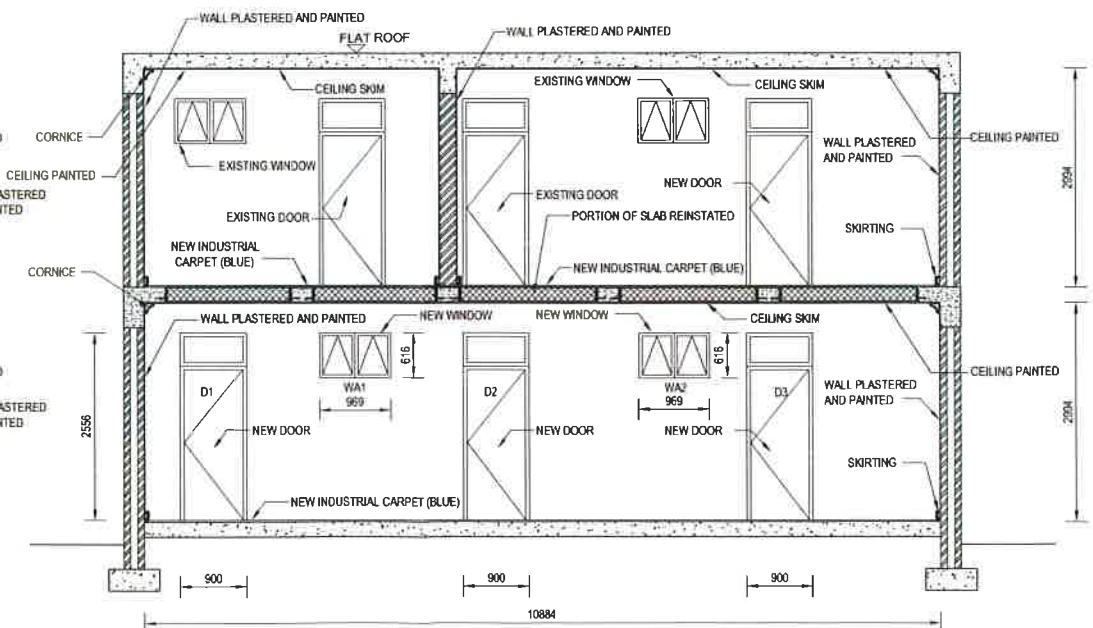 WALL PLASTERED AND PAINTED
FLAT ROOF
WALL PLASTERED AND PAINTED
CEILING SKIM
EXISTING WINDOW
CEILING SKIM
CORNICE
CEILING PAINTED
EXISTING WINDOW
CEILING PAINTED
WALL PLASTERED
AND PAINTED
2994
ASTERED
NTED
EXISTING DOOR
EXISTING DOOR
NEW DOOR
PORTION OF SLAB REINSTATED
SKIRTING
NEW INDUSTRIAL
CARPET (BLUE)
NEW INDUSTRIAL CARPET (BLUE)
CORNICE
WALL PLASTERED AND PAINTED
NEW WINDOW
NEW WINDOW
CEILING SKIM
616
616
CEILING PAINTED
D1
WA1
969
D2
WA2
969
D3
WALL PLASTERED
AND PAINTED
2994
ASTERED
NTED
2556
NEW DOOR
NEW DOOR
NEW DOOR
SKIRTING
NEW INDUSTRIAL CARPET (BLUE)
900
900
900
10884